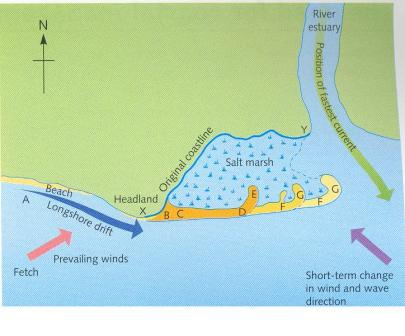 N
River
estuary
Position of fastest current
Original coastline
Y
Salt marsh
Beach
A
Longshore drift
Headland
X
B
C
D
E
F
G
F
G
Prevailing winds
Fetch
Short-term change
in wind and wave
direction